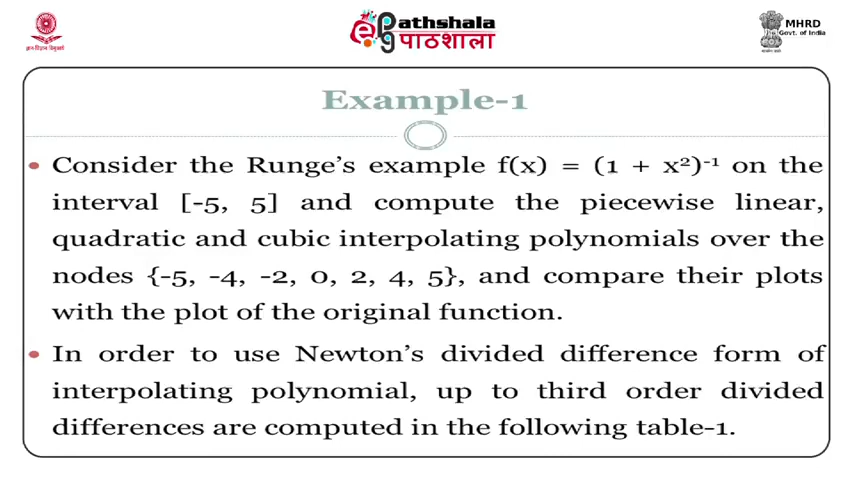 Pathshala
पाठशाला
MHRD
Govt. of India
Example-1
• Consider the Runge's example f(x) = (1 + x²)⁻¹ on the
interval [-5, 5] and compute the piecewise linear,
quadratic and cubic interpolating polynomials over the
nodes {-5, -4, -2, 0, 2, 4, 5}, and compare their plots
with the plot of the original function.
• In order to use Newton's divided difference form of
interpolating polynomial, up to third order divided
differences are computed in the following table-1.